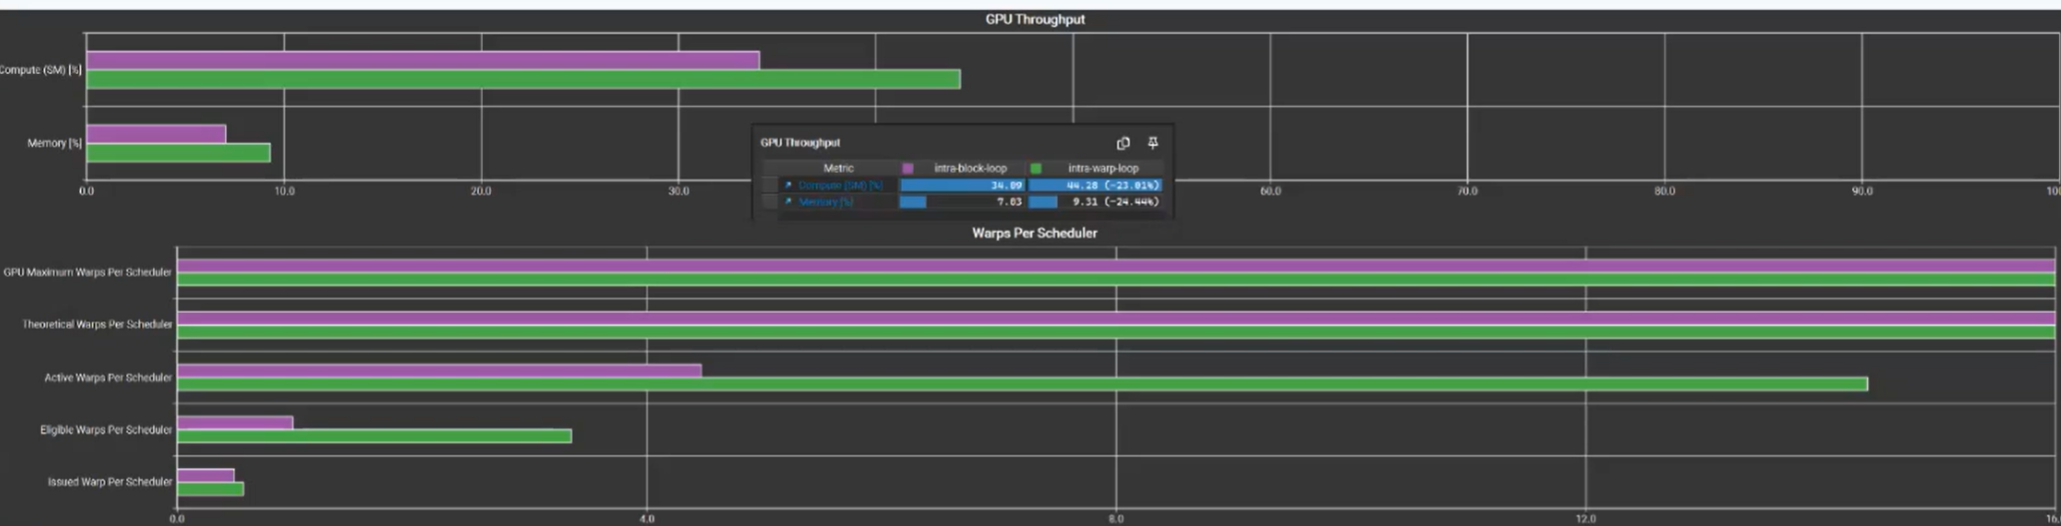 GPU Throughput
Compute (SM) [%]
Memory [%]
0.0 10.0 20.0 30.0 60.0 70.0 80.0 90.0 100
GPU Throughput
Metric intra-block-loop intra-warp-loop
Compute (SM) [%] 34.09 44.28 (-23.01%)
Memory [%] 7.03 9.31 (-24.44%)
Warps Per Scheduler
GPU Maximum Warps Per Scheduler
Theoretical Warps Per Scheduler
Active Warps Per Scheduler
Eligible Warps Per Scheduler
Issued Warp Per Scheduler
0.0 4.0 8.0 12.0 16.